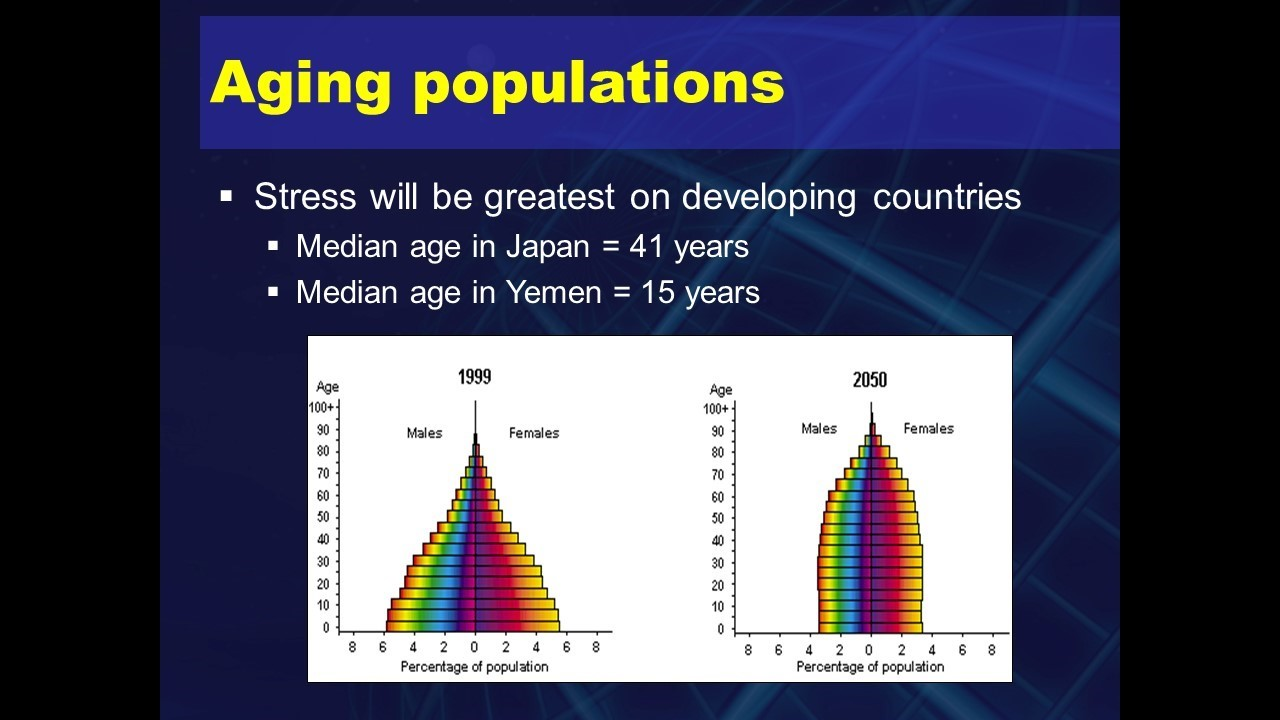 Aging populations
▪ Stress will be greatest on developing countries
▪ Median age in Japan = 41 years
▪ Median age in Yemen = 15 years
1999
Age
100+
Males Females
90
80
70
60
50
40
30
20
10
0
8 6 4 2 0 2 4 6 8
Percentage of population
2050
Age
100+
Males Females
90
80
70
60
50
40
30
20
10
0
8 6 4 2 0 2 4 6 8
Percentage of population